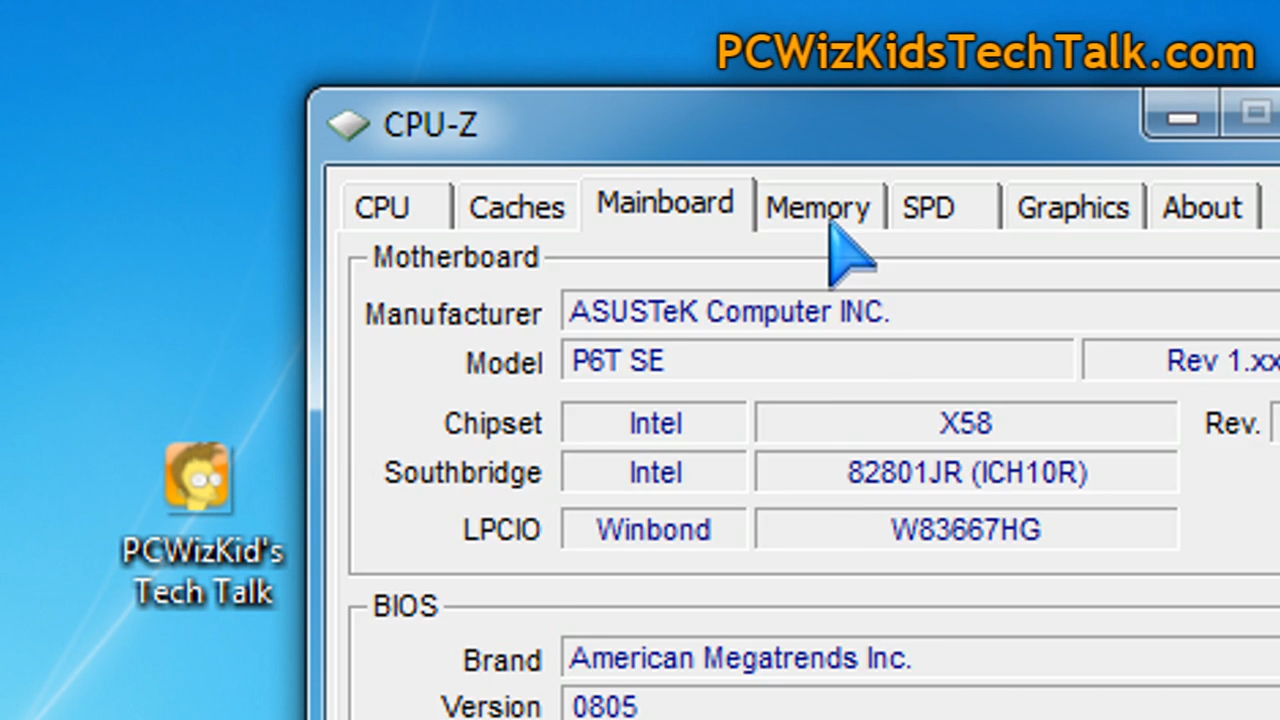 PCWizKidsTechTalk.com
CPU-Z
CPU Caches Mainboard Memory SPD Graphics About
Motherboard
Manufacturer ASUSTeK Computer INC.
Model P6T SE Rev 1.xx
Chipset Intel X58 Rev.
Southbridge Intel 82801JR (ICH10R)
LPCIO Winbond W83667HG
BIOS
Brand American Megatrends Inc.
Version 0805
PCWizKid's
Tech Talk